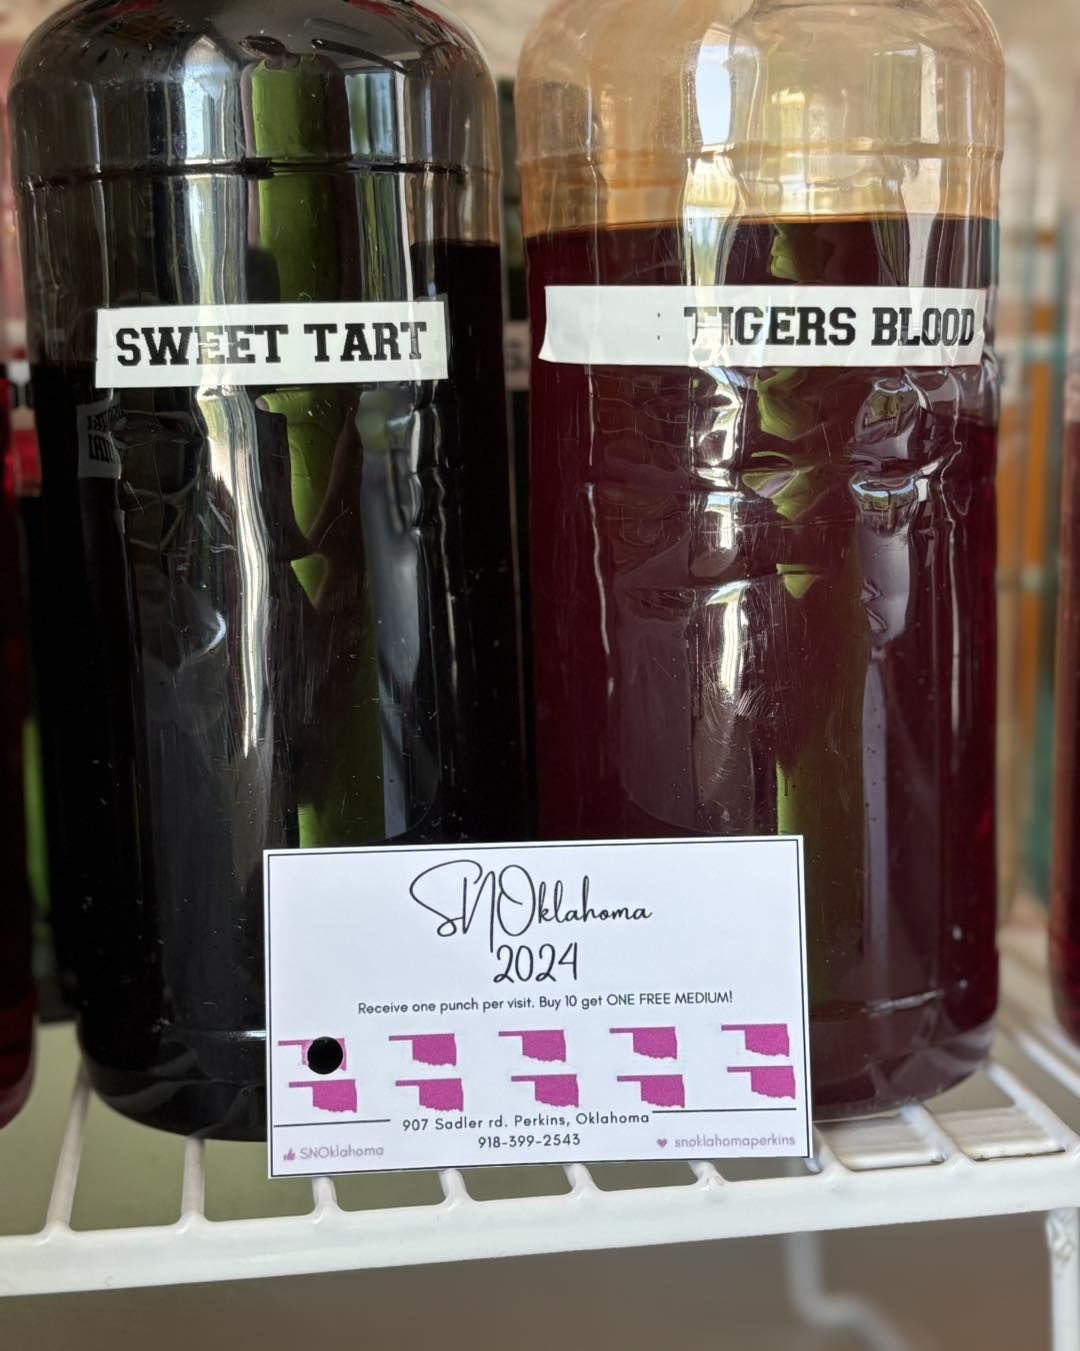 SWEET TART
TIGERS BLOOD
SNOklahoma
2024
Receive one punch per visit. Buy 10 get ONE FREE MEDIUM!
907 Sadler rd. Perkins, Oklahoma
918-399-2543
SNOklahoma
snoklahomaperkins